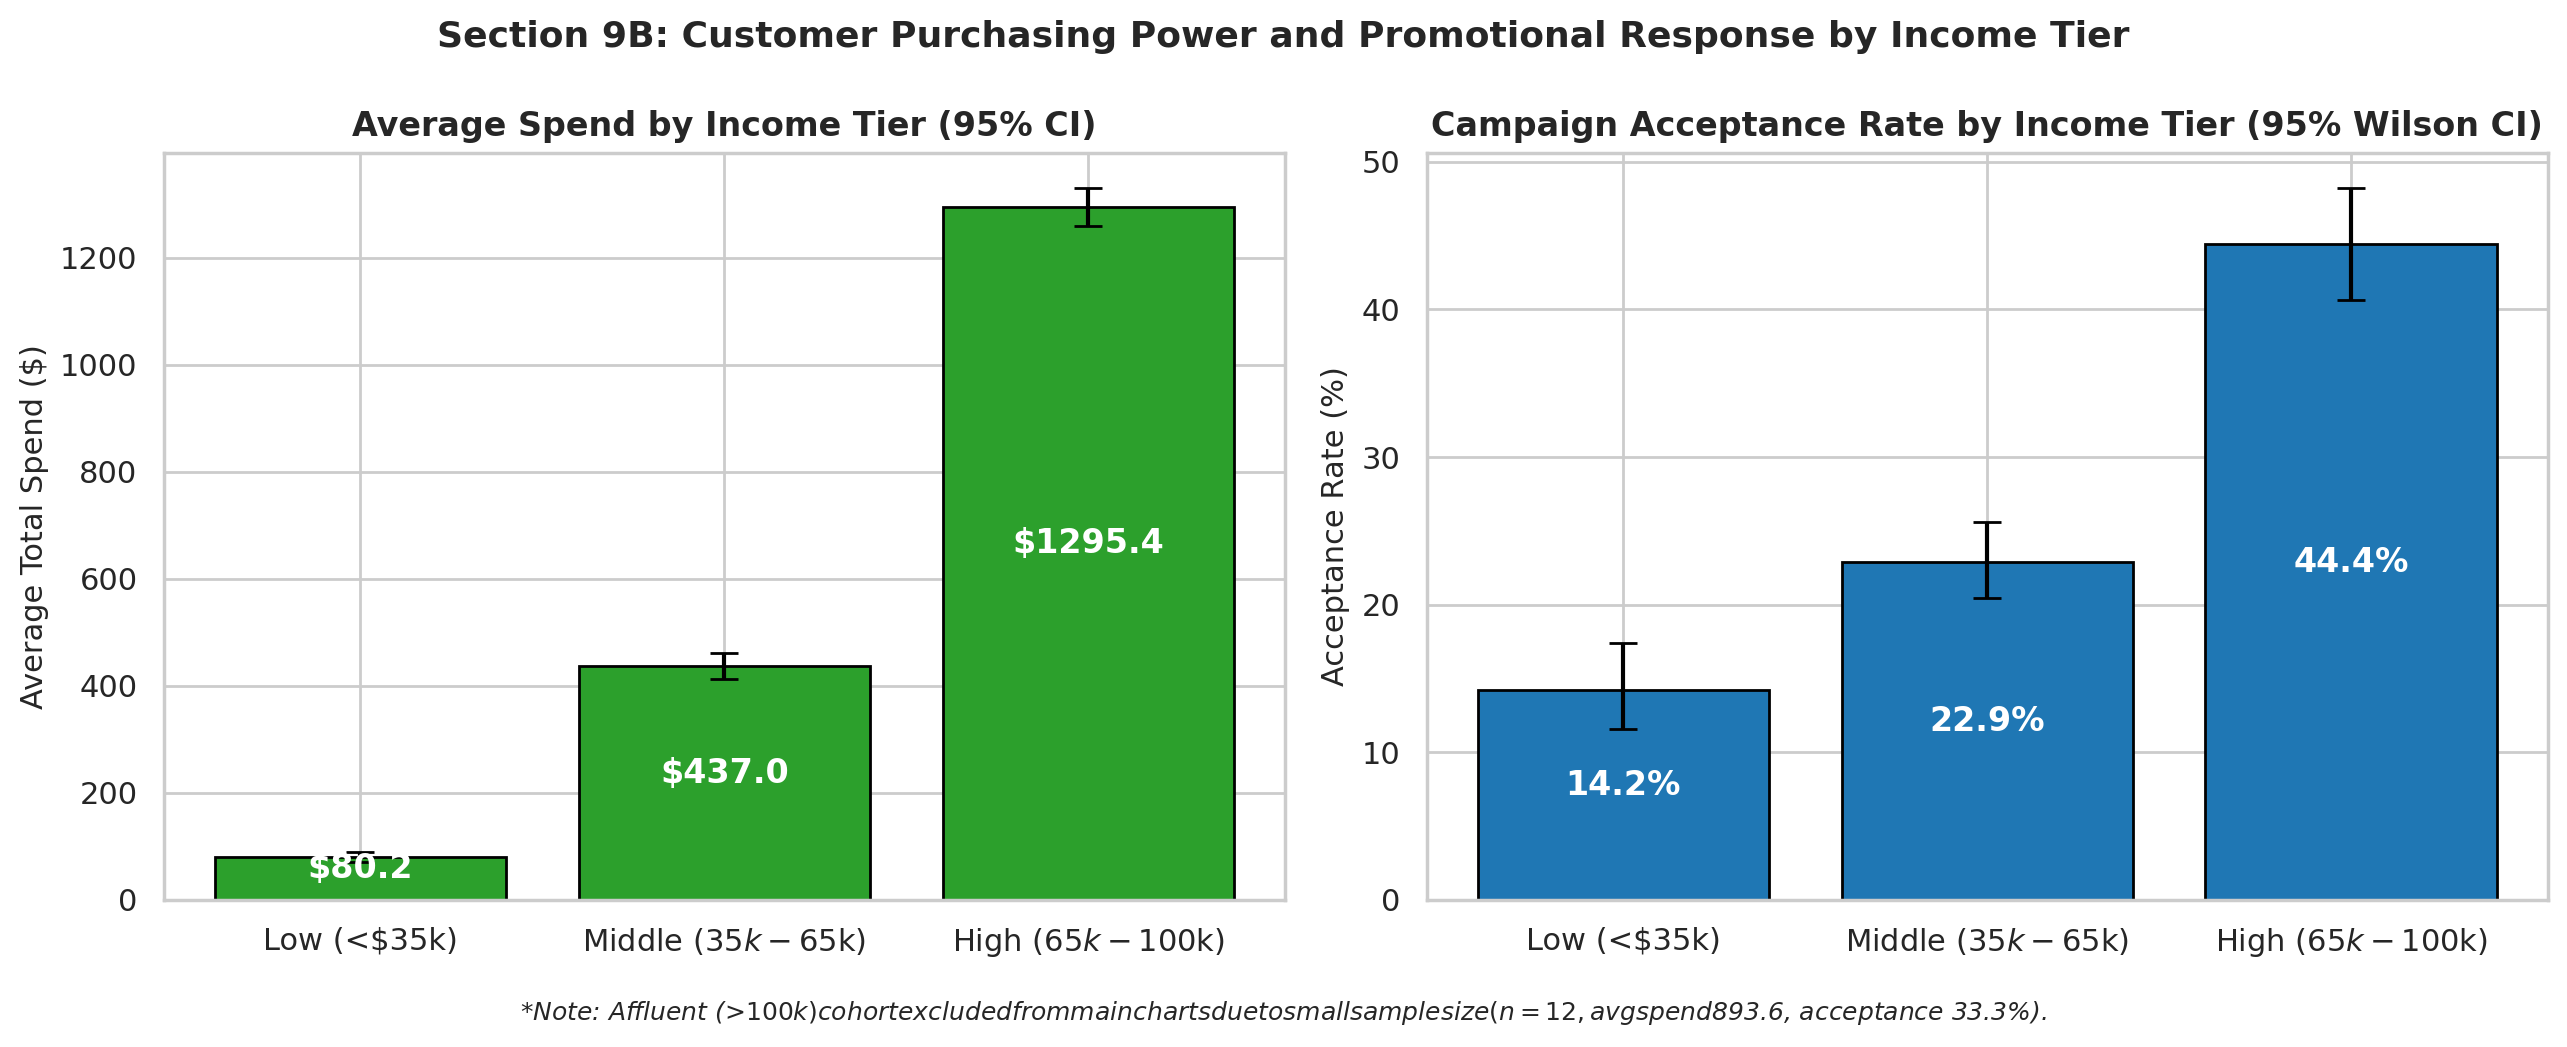 Section 9B: Customer Purchasing Power and Promotional Response by Income Tier
Average Spend by Income Tier (95% CI)
Average Total Spend ($)
1200
1000
800
600
400
200
0
$80.2
$437.0
$1295.4
Low (<$35k)
Middle (35k − 65k)
High (65k − 100k)
Campaign Acceptance Rate by Income Tier (95% Wilson CI)
Acceptance Rate (%)
50
40
30
20
10
0
14.2%
22.9%
44.4%
Low (<$35k)
Middle (35k − 65k)
High (65k − 100k)
*Note: Affluent (>100k)cohortexcludedfrommainchartsduetosmallsamplesize(n = 12, avgspend893.6, acceptance 33.3%).